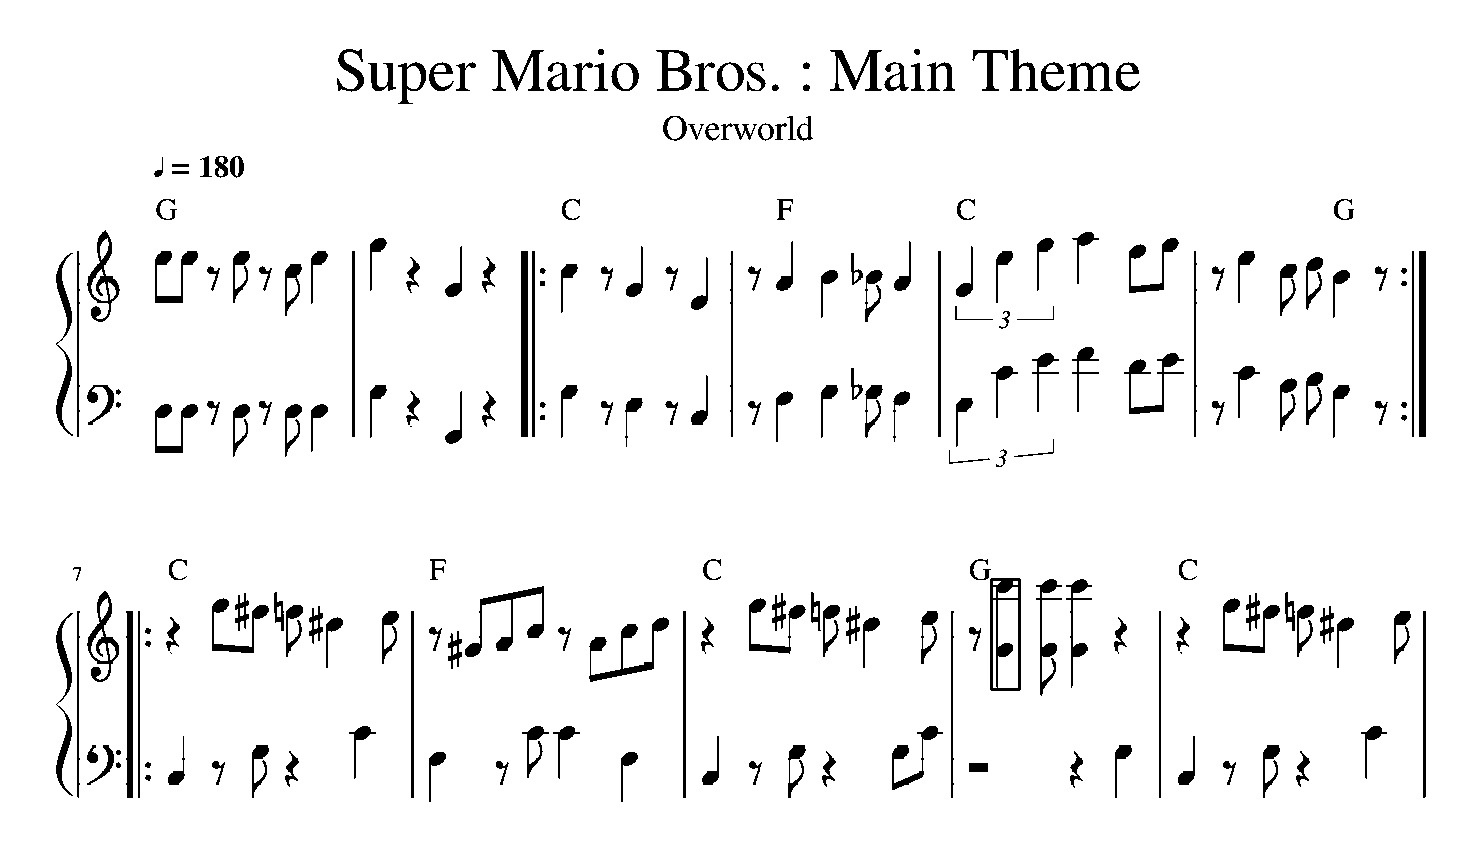 Super Mario Bros. : Main Theme
Overworld
♩ = 180
G C F C G
3
3
7 C F C G C